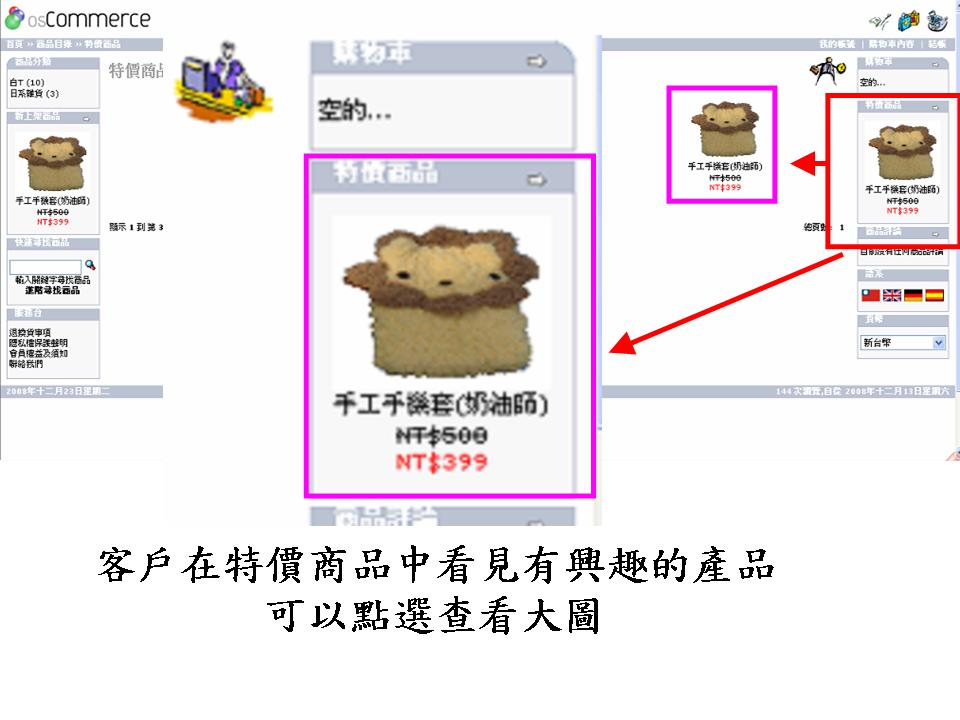 osCommerce
首頁 >> 商品目錄 >> 特價商品
我的帳號 | 購物車內容 | 結帳
商品分類
白T (10)
日系雜貨 (3)
新上架商品
手工手機套(奶油師)
NT$500
NT$399
快速尋找商品
輸入關鍵字尋找商品
進階尋找商品
服務台
退換貨事項
隱私權保護聲明
會員權益及須知
聯絡我們
特價商品
顯示 1 到 第 3
購物車
空的...
特價商品
手工手機套(奶油師)
NT$500
NT$399
商品評論
手工手機套(奶油師)
NT$500
NT$399
總頁數: 1
購物車
空的...
特價商品
手工手機套(奶油師)
NT$500
NT$399
商品評論
目前沒有任何商品評論
語系
貨幣
新台幣
2008年十二月23日星期二
144 次瀏覽,自從 2008年十二月13日星期六
客戶在特價商品中看見有興趣的產品
可以點選查看大圖